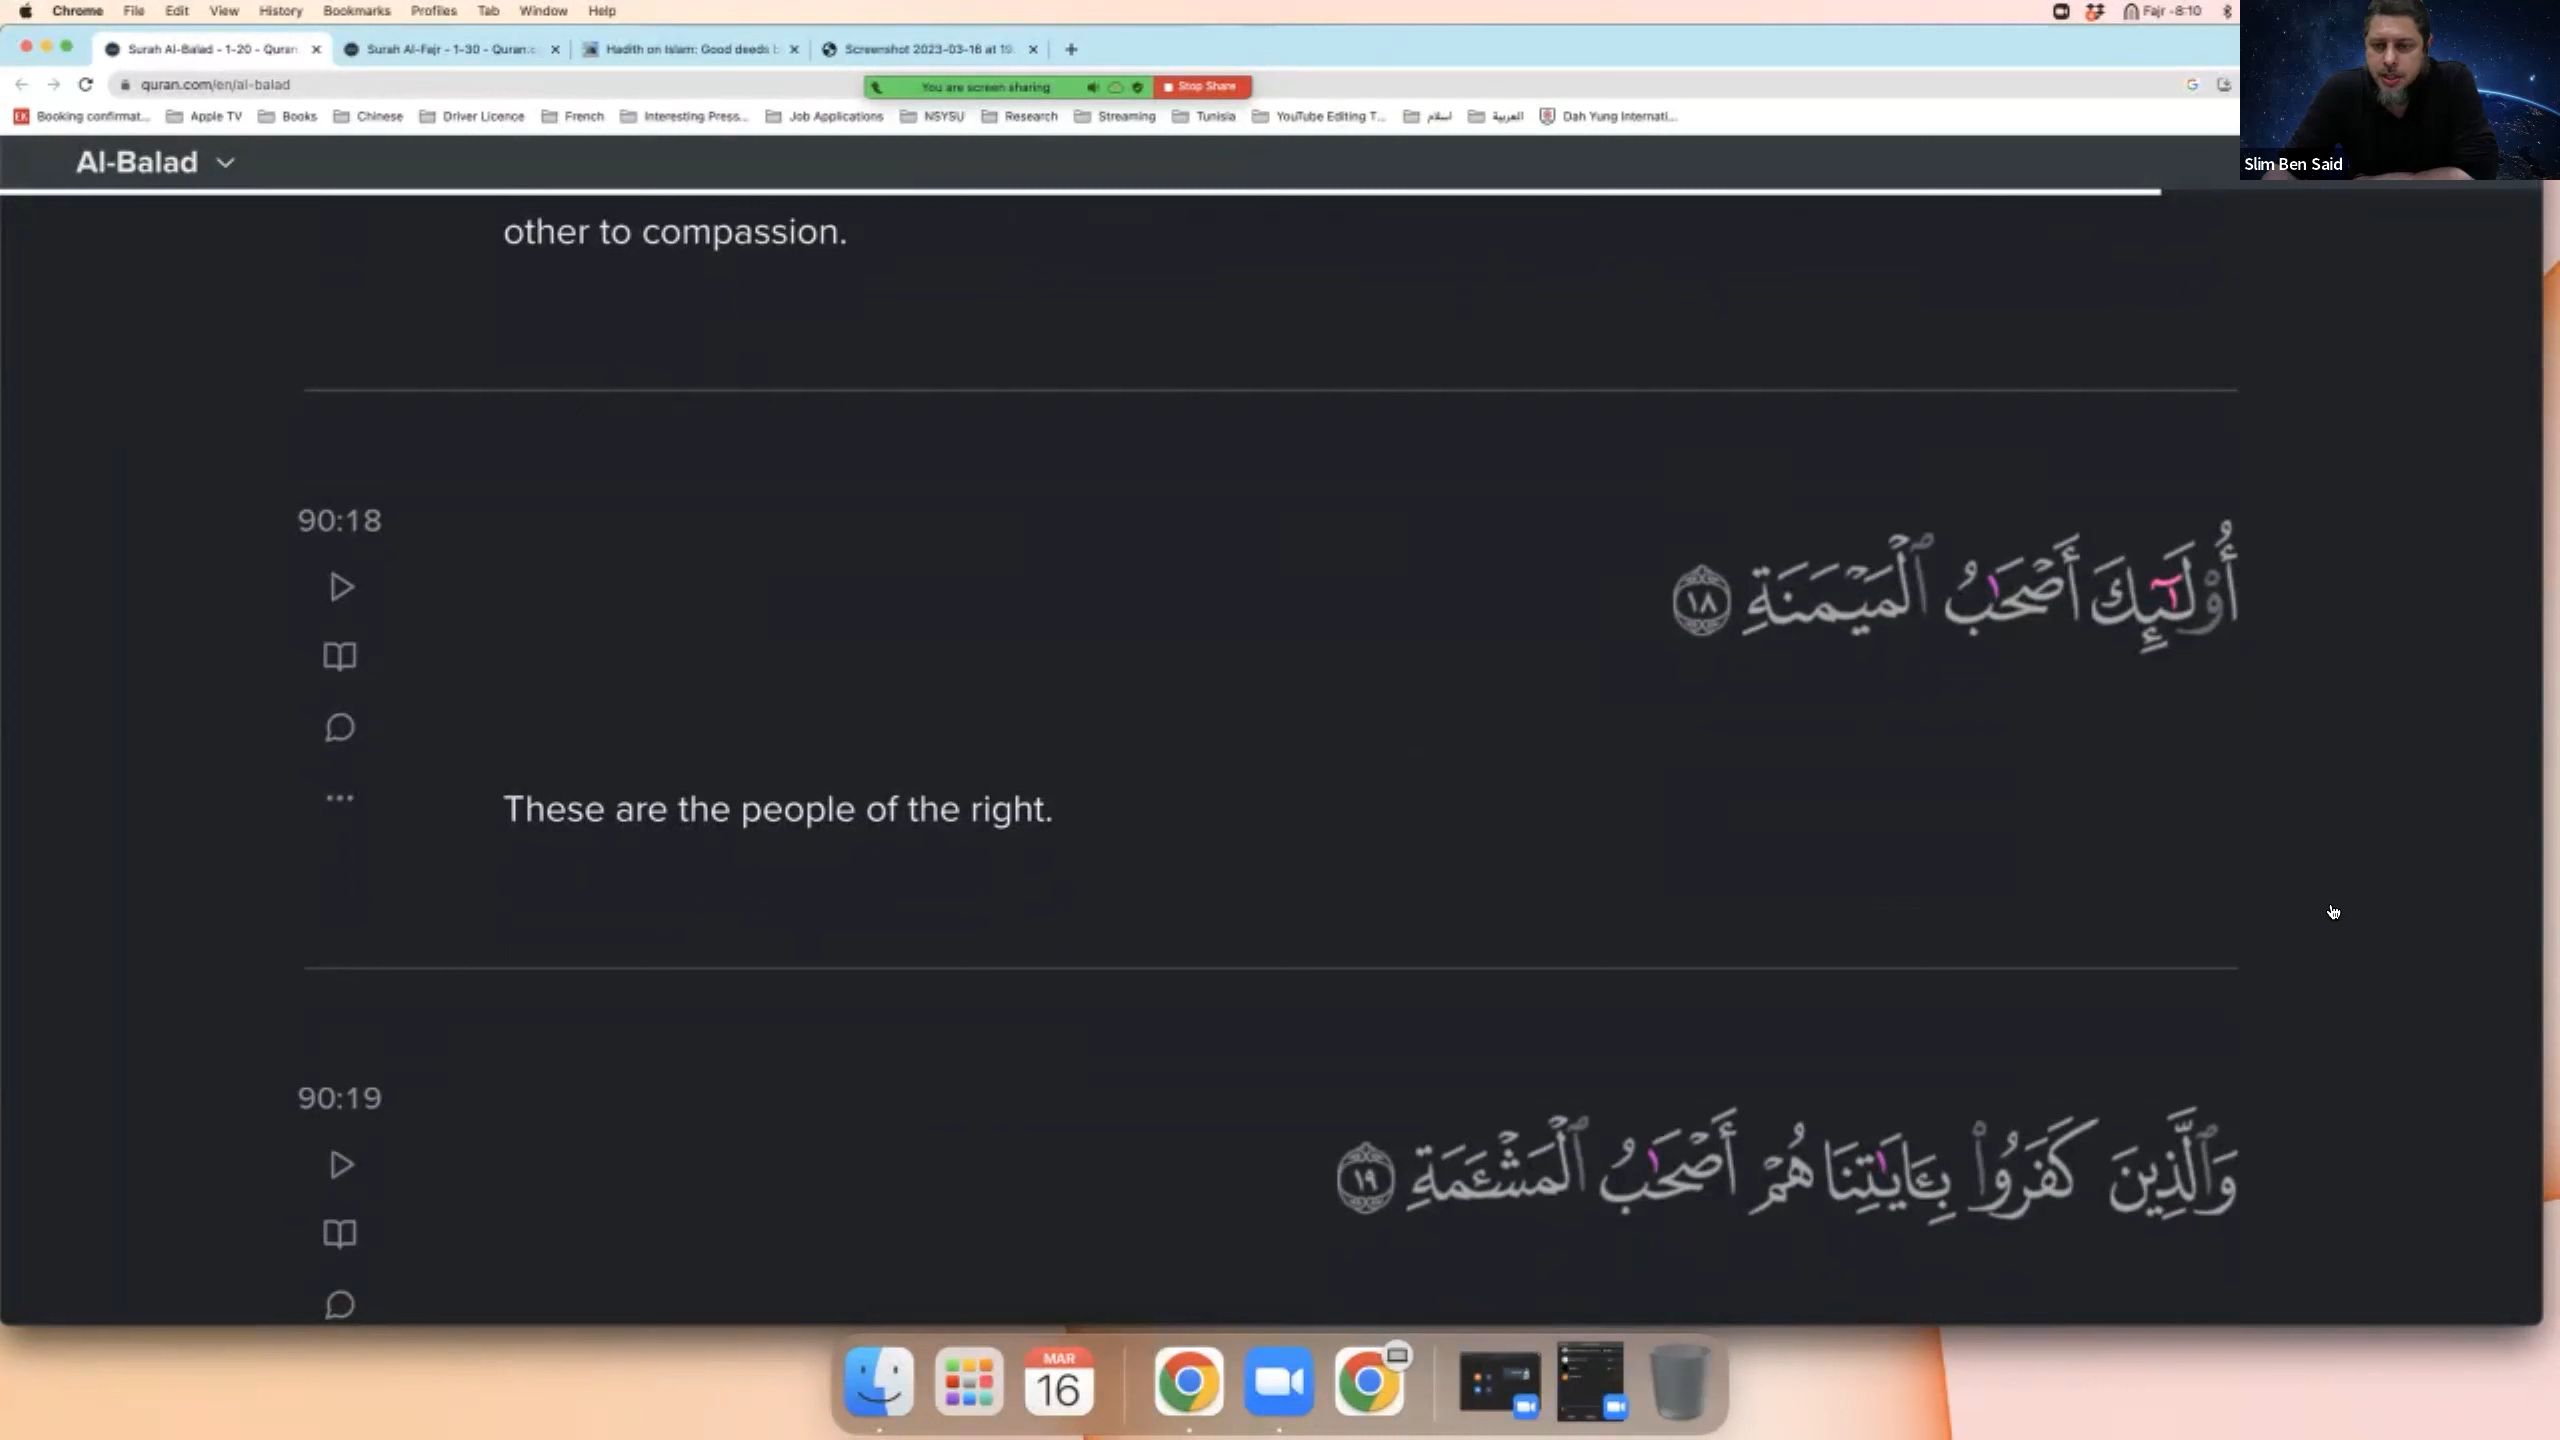 Chrome File Edit View History Bookmarks Profiles Tab Window Help Fajr -8:10
Surah Al-Balad - 1-20 - Quran Surah Al-Fajr - 1-30 - Quran.c Hadith on Islam: Good deeds Screenshot 2023-03-16 at 19.
quran.com/en/al-balad You are screen sharing Stop Share
Booking confirmat... Apple TV Books Chinese Driver Licence French Interesting Press... Job Applications NSYSU Research Streaming Tunisia YouTube Editing T... اسلام العربية Dah Yung Internati...
Slim Ben Said
Al-Balad
other to compassion.
90:18
أُو۟لَـٰٓئِكَ أَصْحَـٰبُ ٱلْمَيْمَنَةِ ١٨
These are the people of the right.
90:19
وَٱلَّذِينَ كَفَرُوا۟ بِـَٔايَـٰتِنَا هُمْ أَصْحَـٰبُ ٱلْمَشْـَٔمَةِ ١٩
MAR
16